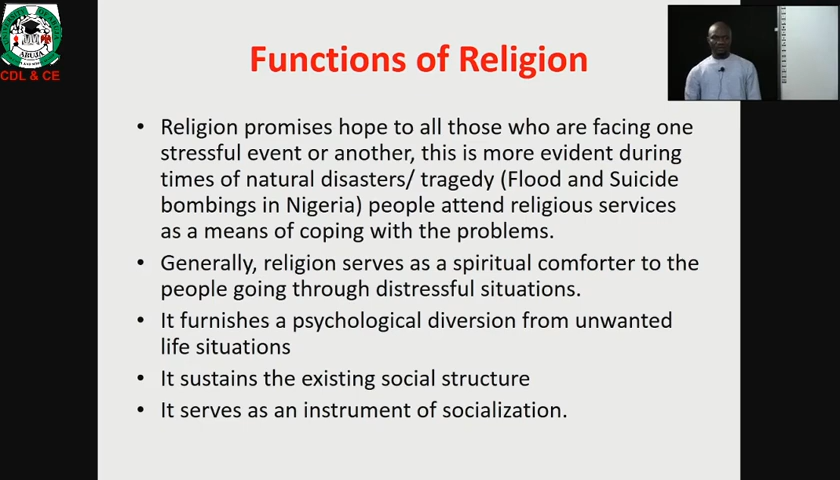 Functions of Religion
• Religion promises hope to all those who are facing one
stressful event or another, this is more evident during
times of natural disasters/ tragedy (Flood and Suicide
bombings in Nigeria) people attend religious services
as a means of coping with the problems.
• Generally, religion serves as a spiritual comforter to the
people going through distressful situations.
• It furnishes a psychological diversion from unwanted
life situations
• It sustains the existing social structure
• It serves as an instrument of socialization.
ABUJA
CDL & CE